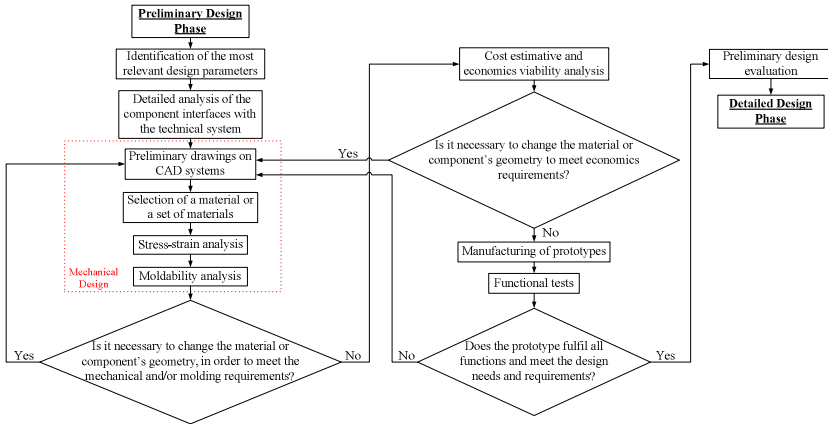 Preliminary Design
Phase
Identification of the most
relevant design parameters
Detailed analysis of the
component interfaces with
the technical system
Preliminary drawings on
CAD systems
Selection of a material or
a set of materials
Stress-strain analysis
Moldability analysis
Mechanical
Design
Is it necessary to change the material or
component's geometry, in order to meet the
mechanical and/or molding requirements?
Yes
No
Cost estimative and
economics viability analysis
Is it necessary to change the material or
component's geometry to meet economics
requirements?
Yes
No
Manufacturing of prototypes
Functional tests
Does the prototype fulfil all
functions and meet the design
needs and requirements?
No
Yes
Preliminary design
evaluation
Detailed Design
Phase